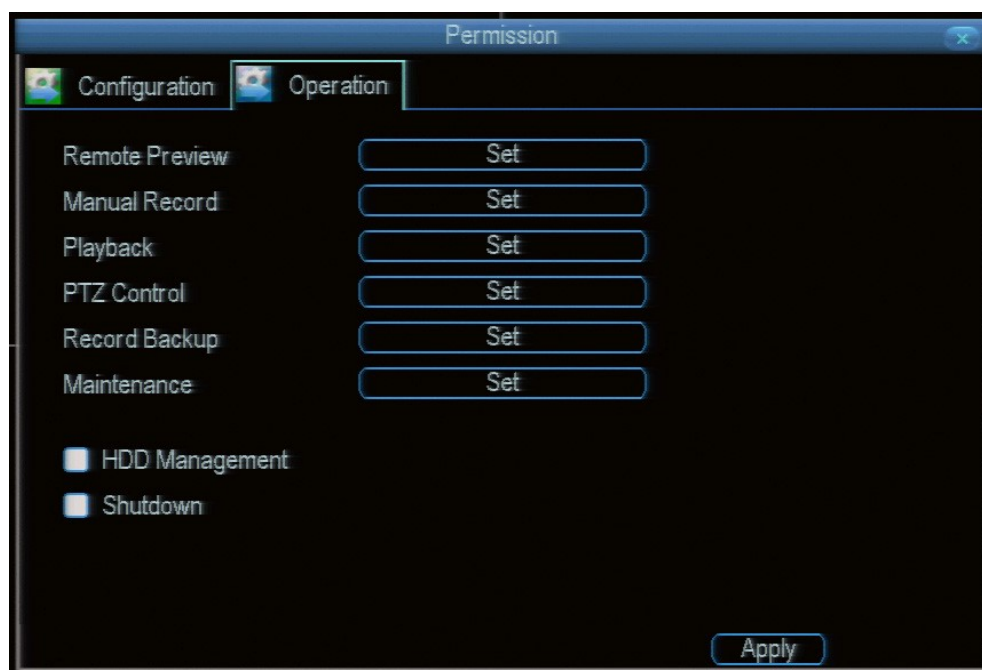 Permission
Configuration Operation
Remote Preview Set
Manual Record Set
Playback Set
PTZ Control Set
Record Backup Set
Maintenance Set
HDD Management
Shutdown
Apply